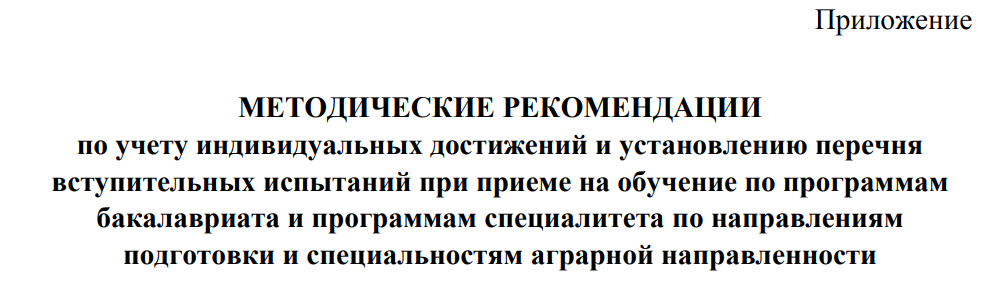 Приложение
МЕТОДИЧЕСКИЕ РЕКОМЕНДАЦИИ
по учету индивидуальных достижений и установлению перечня
вступительных испытаний при приеме на обучение по программам
бакалавриата и программам специалитета по направлениям
подготовки и специальностям аграрной направленности